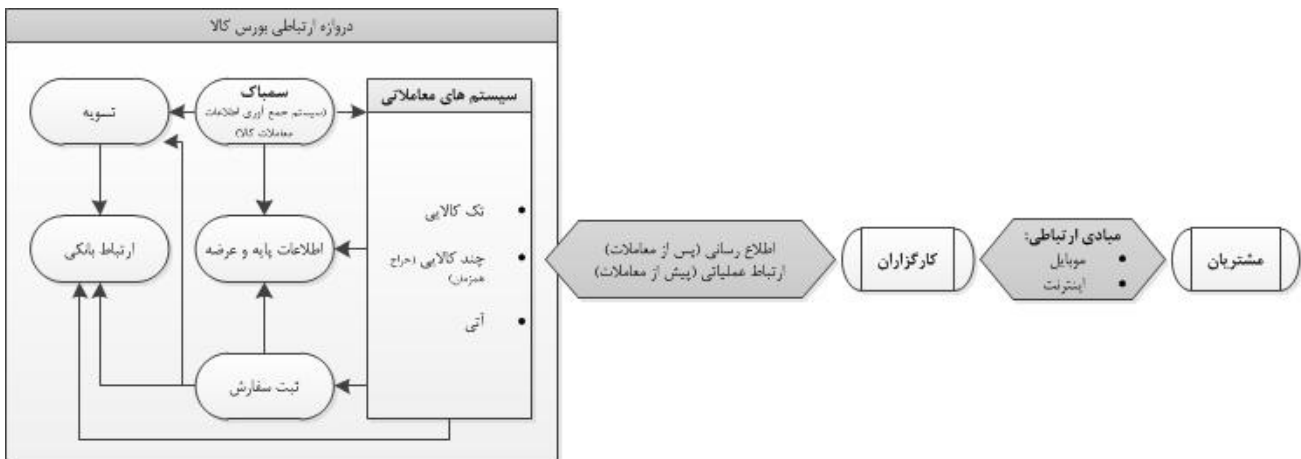 دروازه ارتباطی بورس کالا
سیستم های معاملاتی
تک کالایی
چند کالایی (حراج
همزمان)
آتی
سمباک
(سیستم جمع آوری اطلاعات
معاملات کالا)
تسویه
اطلاعات پایه و عرضه
ارتباط بانکی
ثبت سفارش
اطلاع رسانی (پس از معاملات)
ارتباط عملیاتی (پیش از معاملات)
کارگزاران
مبادی ارتباطی:
موبایل
اینترنت
مشتریان